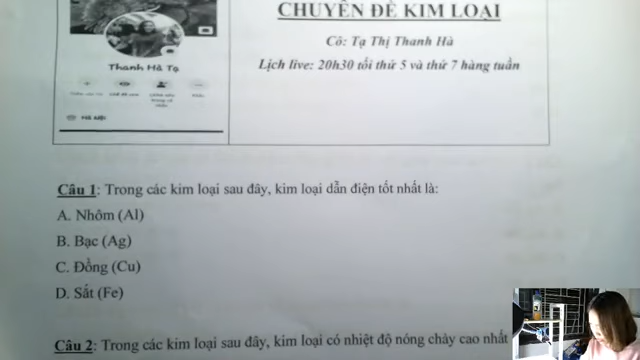 CHUYÊN ĐỀ KIM LOẠI
Cô: Tạ Thị Thanh Hà
Lịch live: 20h30 tối thứ 5 và thứ 7 hàng tuần
Thanh Hà Tạ
Hà Nội
Câu 1: Trong các kim loại sau đây, kim loại dẫn điện tốt nhất là:
A. Nhôm (Al)
B. Bạc (Ag)
C. Đồng (Cu)
D. Sắt (Fe)
Câu 2: Trong các kim loại sau đây, kim loại có nhiệt độ nóng chảy cao nhất